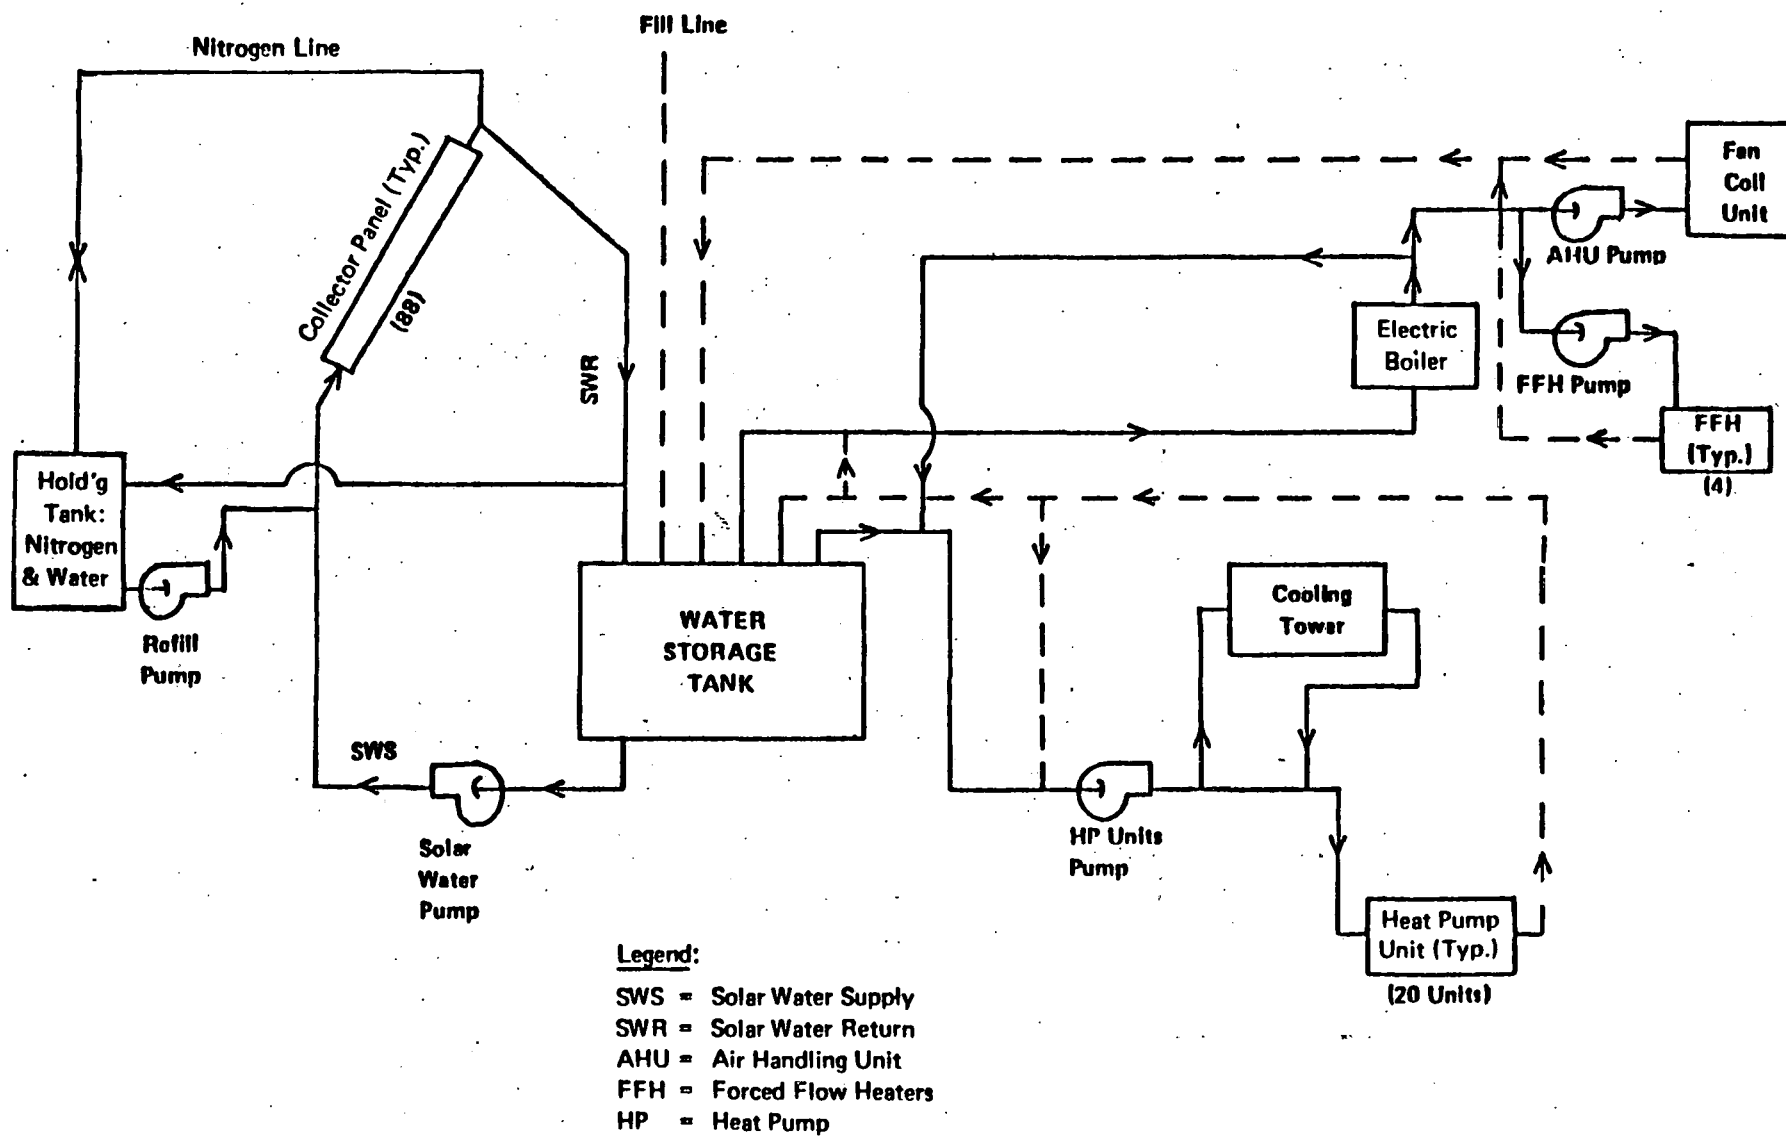 Fill Line
Nitrogen Line
Collector Panel (Typ.)
(88)
SWR
Fan
Coil
Unit
AHU Pump
Electric
Boiler
FFH Pump
FFH
(Typ.)
(4)
Hold'g
Tank:
Nitrogen
& Water
Refill
Pump
WATER
STORAGE
TANK
Cooling
Tower
SWS
Solar
Water
Pump
HP Units
Pump
Heat Pump
Unit (Typ.)
(20 Units)
Legend:
SWS = Solar Water Supply
SWR = Solar Water Return
AHU = Air Handling Unit
FFH = Forced Flow Heaters
HP = Heat Pump